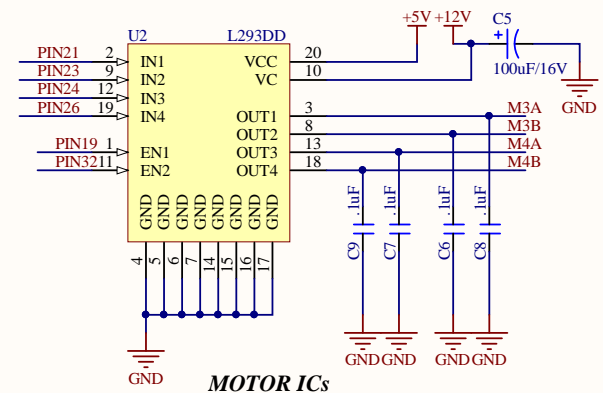 +5V +12V C5
U2 L293DD
+
PIN21 2 IN1 VCC 20
100uF/16V
PIN23 9 IN2 VC 10
PIN24 12 IN3
GND
PIN26 19 IN4 OUT1 3 M3A
OUT2 8 M3B
PIN19 1 EN1 OUT3 13 M4A
PIN32 11 EN2 OUT4 18 M4B
GND GND GND GND GND GND GND GND
.1uF .1uF .1uF .1uF
C9 C7 C6 C8
4 5 6 7 14 15 16 17
GND GND GND GND
GND
MOTOR ICs